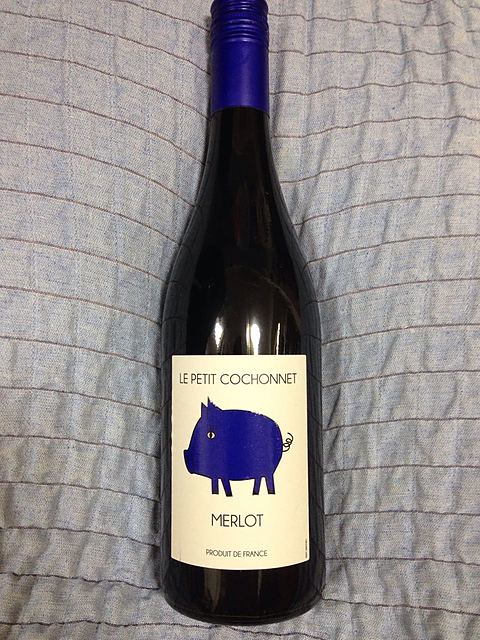 LE PETIT COCHONNET
MERLOT
PRODUIT DE FRANCE